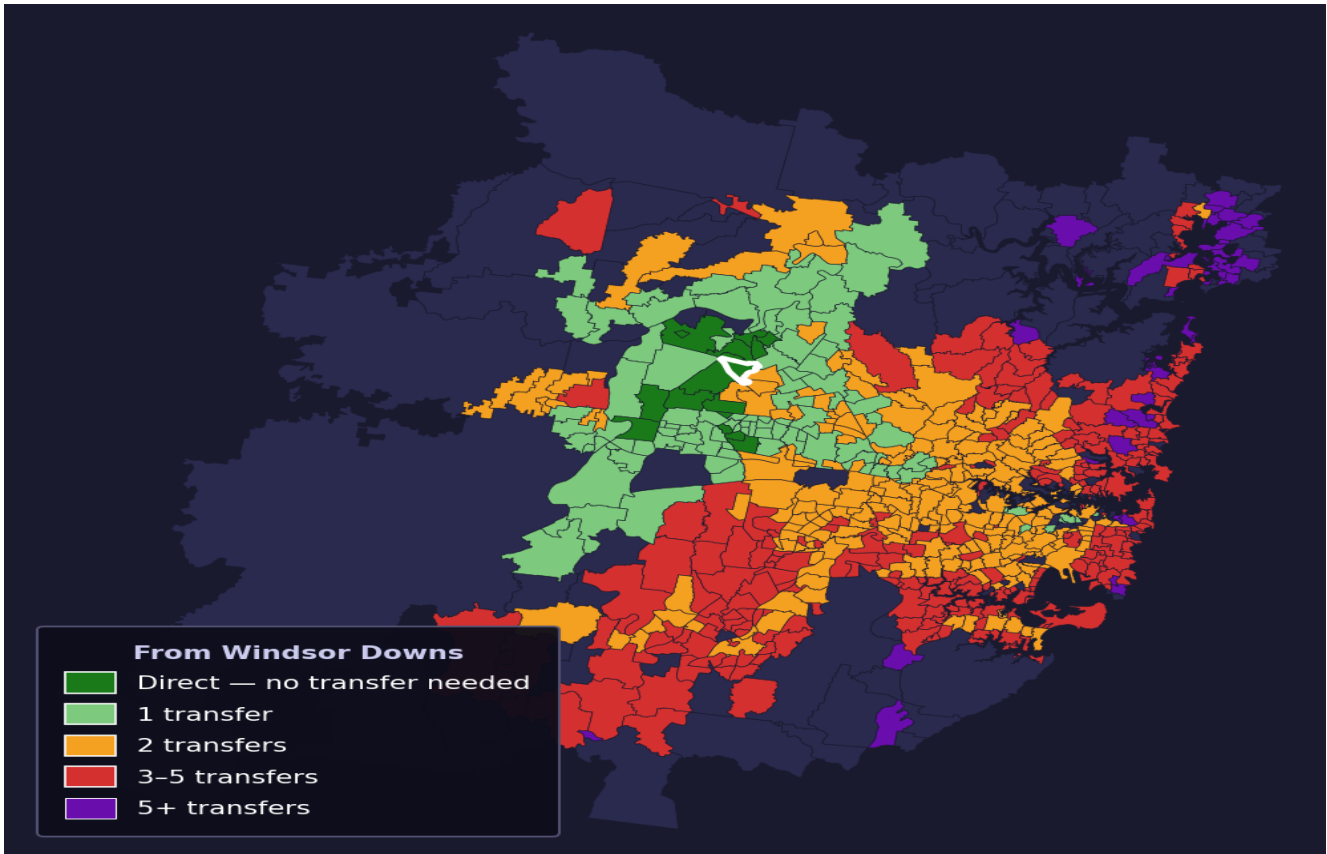 From Windsor Downs
Direct — no transfer needed
1 transfer
2 transfers
3–5 transfers
5+ transfers